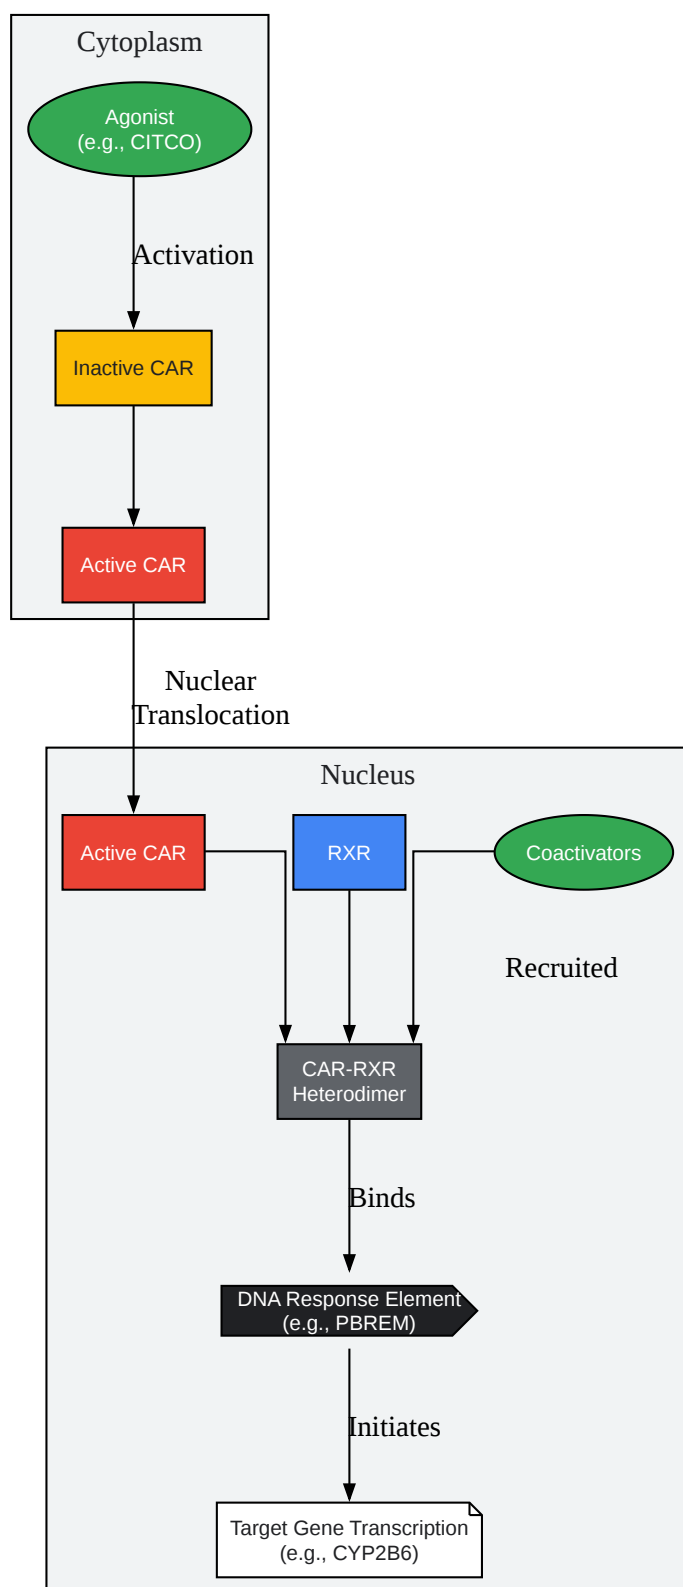 Cytoplasm
Agonist
(e.g., CITCO)
Activation
Inactive CAR
Active CAR
Nuclear
Translocation
Nucleus
Active CAR
RXR
Coactivators
Recruited
CAR-RXR
Heterodimer
Binds
DNA Response Element
(e.g., PBREM)
Initiates
Target Gene Transcription
(e.g., CYP2B6)